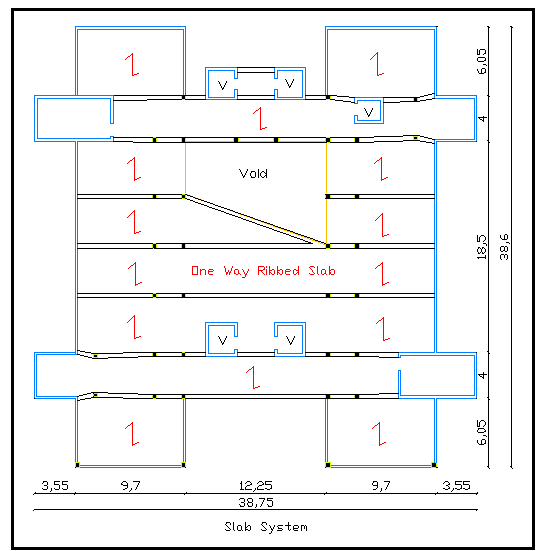 6,05
V
V
V
4
Void
18,5
38,6
One Way Ribbed Slab
V
V
4
6,05
3,55
9,7
12,25
9,7
3,55
38,75
Slab System